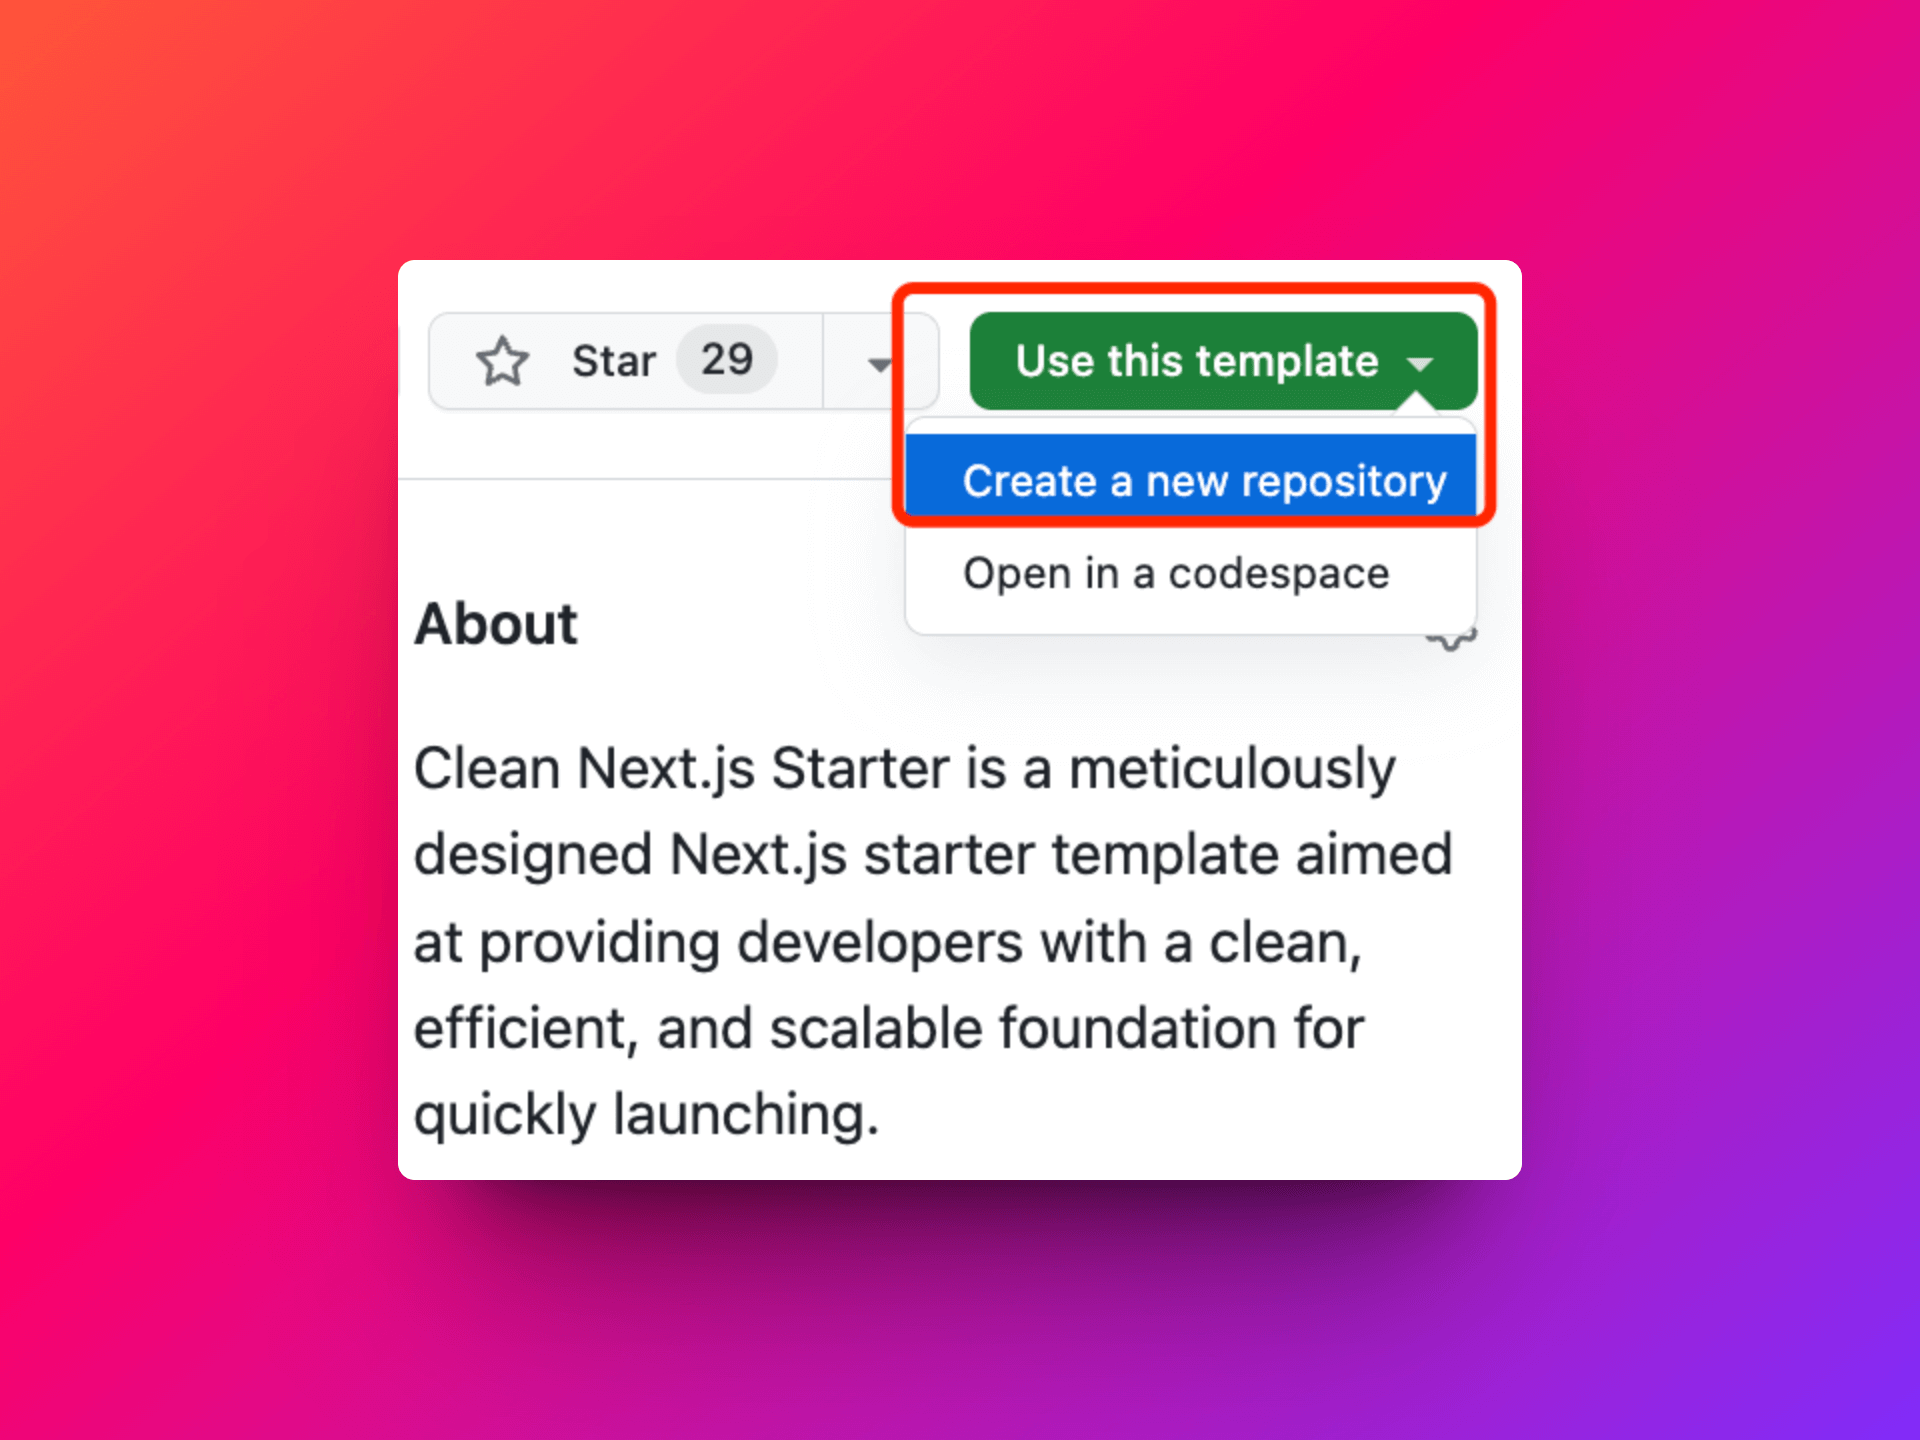 Star 29
Use this template
Create a new repository
Open in a codespace
About
Clean Next.js Starter is a meticulously
designed Next.js starter template aimed
at providing developers with a clean,
efficient, and scalable foundation for
quickly launching.